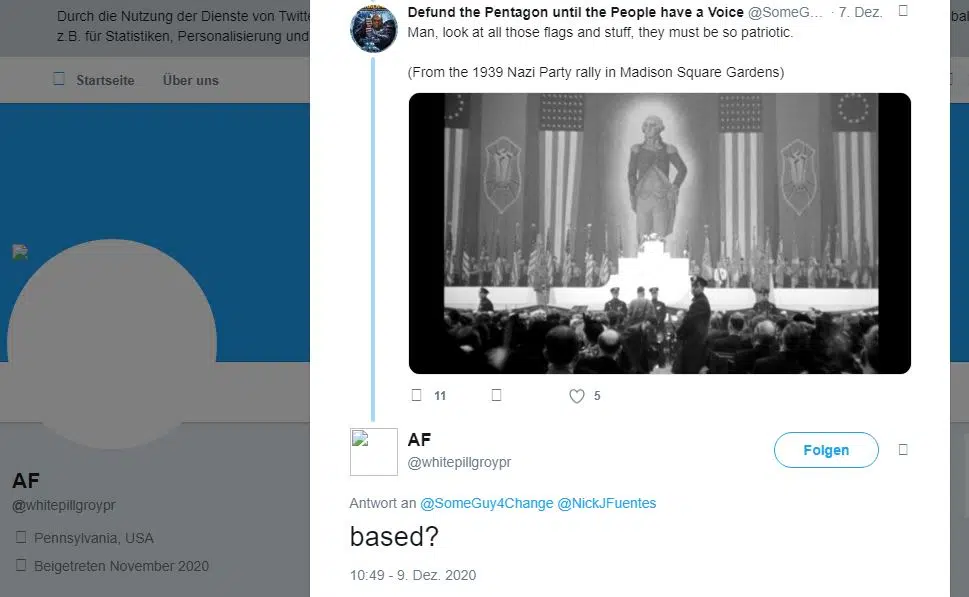 Durch die Nutzung der Dienste von Twitt
z.B. für Statistiken, Personalisierung und
Startseite Über uns
AF
@whitepillgroypr
Pennsylvania, USA
Beigetreten November 2020
Defund the Pentagon until the People have a Voice @SomeG... · 7. Dez.
Man, look at all those flags and stuff, they must be so patriotic.
(From the 1939 Nazi Party rally in Madison Square Gardens)
11 5
AF
@whitepillgroypr
Folgen
Antwort an @SomeGuy4Change @NickJFuentes
based?
10:49 - 9. Dez. 2020